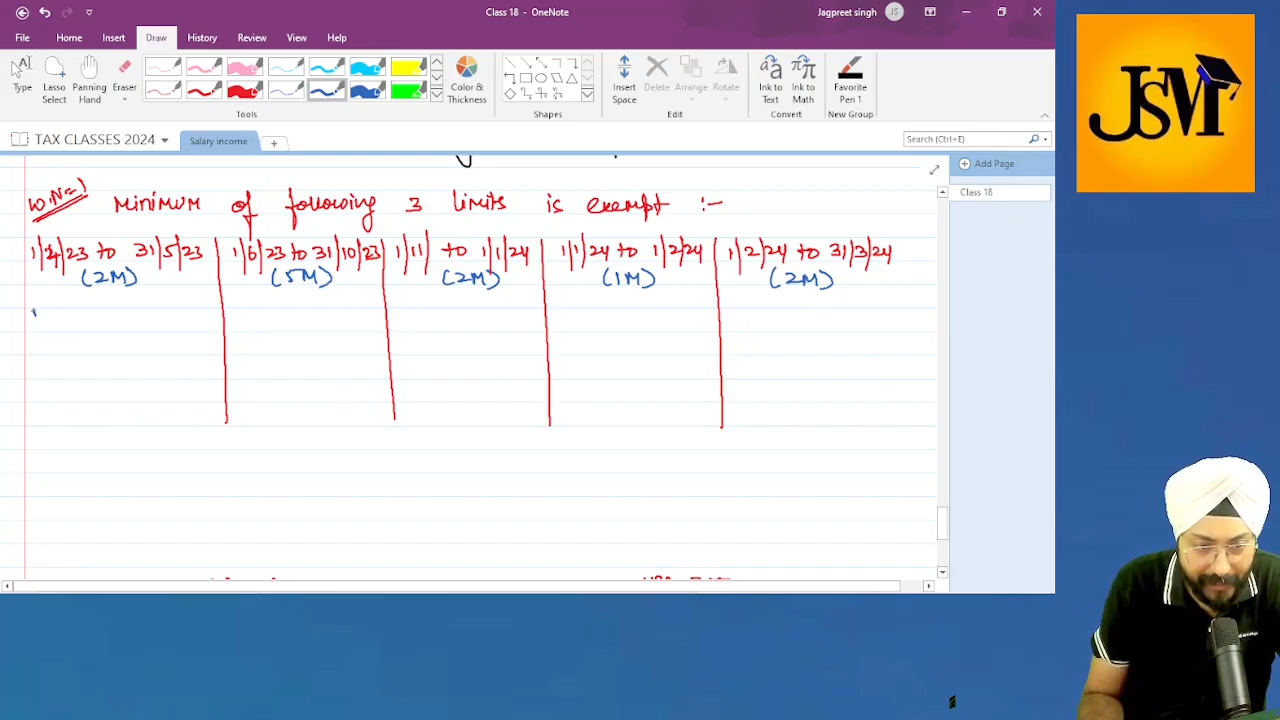 Class 18 - OneNote
Jagpreet singh JS
File Home Insert Draw History Review View Help
Type Lasso Select Panning Hand Eraser Color & Thickness Insert Space Delete Arrange Rotate Ink to Text Ink to Math Favorite Pen 1
Tools Shapes Edit Convert New Group
TAX CLASSES 2024 Salary income + Search (Ctrl+E)
Add Page
Class 18
W.N=1 Minimum of following 3 limits is exempt :-
1/4/23 to 31/5/23 1/6/23 to 31/10/23 1/11/ to 1/1/24 1/1/24 to 1/2/24 1/2/24 to 31/3/24
(2M) (5M) (2M) (1M) (2M)
JSM